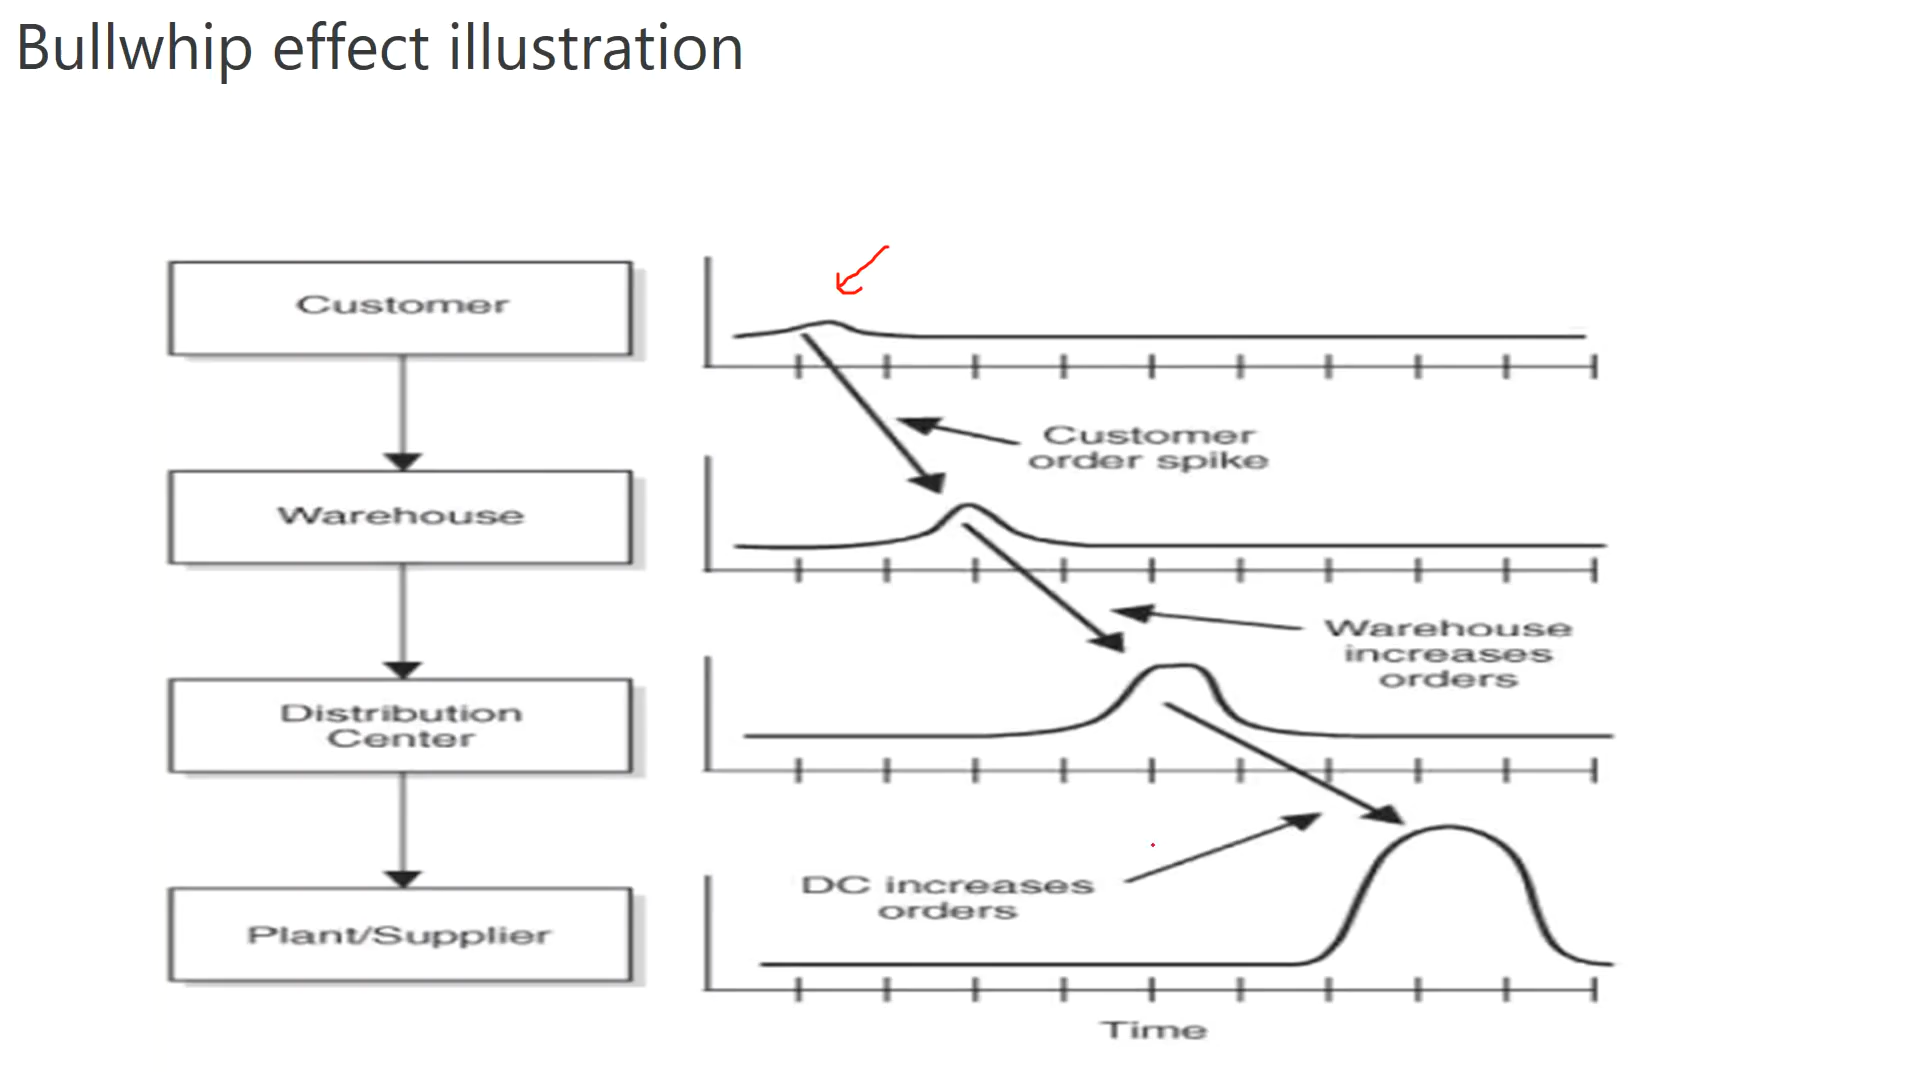 Bullwhip effect illustration
Customer
Customer
order spike
Warehouse
Warehouse
increases
orders
Distribution
Center
DC increases
orders
Plant/Supplier
Time